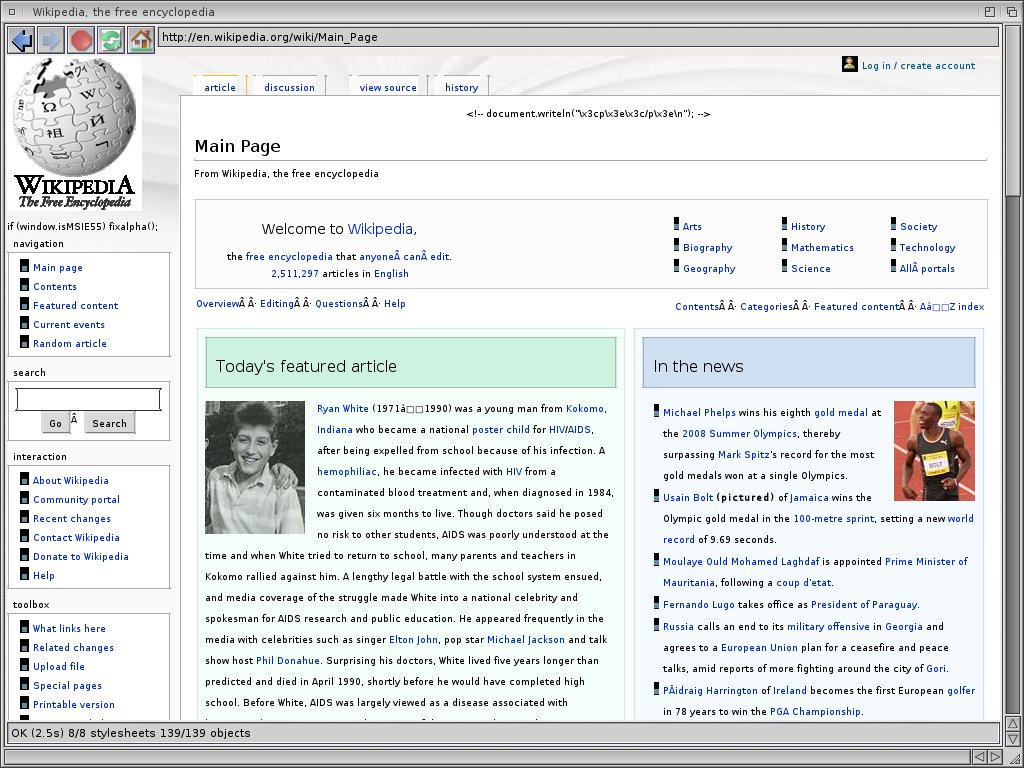 Wikipedia, the free encyclopedia
http://en.wikipedia.org/wiki/Main_Page
Log in / create account
article discussion view source history
<!-- document.writeln("\x3cp\x3e\x3c/p\x3e\n"); -->
WIKIPEDIA
The Free Encyclopedia
if (window.isMSIE55) fixalpha();
navigation
Main page
Contents
Featured content
Current events
Random article
search
Go Â Search
interaction
About Wikipedia
Community portal
Recent changes
Contact Wikipedia
Donate to Wikipedia
Help
toolbox
What links here
Related changes
Upload file
Special pages
Printable version
Main Page
From Wikipedia, the free encyclopedia
Welcome to Wikipedia,
the free encyclopedia that anyoneÂ canÂ edit.
2,511,297 articles in English
Arts
Biography
Geography
History
Mathematics
Science
Society
Technology
AllÂ portals
OverviewÂ Â· EditingÂ Â· QuestionsÂ Â· Help
ContentsÂ Â· CategoriesÂ Â· Featured contentÂ Â· Aâ□□Z index
Today's featured article
Ryan White (1971â□□1990) was a young man from Kokomo,
Indiana who became a national poster child for HIV/AIDS,
after being expelled from school because of his infection. A
hemophiliac, he became infected with HIV from a
contaminated blood treatment and, when diagnosed in 1984,
was given six months to live. Though doctors said he posed
no risk to other students, AIDS was poorly understood at the
time and when White tried to return to school, many parents and teachers in
Kokomo rallied against him. A lengthy legal battle with the school system ensued,
and media coverage of the struggle made White into a national celebrity and
spokesman for AIDS research and public education. He appeared frequently in the
media with celebrities such as singer Elton John, pop star Michael Jackson and talk
show host Phil Donahue. Surprising his doctors, White lived five years longer than
predicted and died in April 1990, shortly before he would have completed high
school. Before White, AIDS was largely viewed as a disease associated with
In the news
Michael Phelps wins his eighth gold medal at
the 2008 Summer Olympics, thereby
surpassing Mark Spitz's record for the most
gold medals won at a single Olympics.
BOLT
Usain Bolt (pictured) of Jamaica wins the
Olympic gold medal in the 100-metre sprint, setting a new world
record of 9.69 seconds.
Moulaye Ould Mohamed Laghdaf is appointed Prime Minister of
Mauritania, following a coup d'etat.
Fernando Lugo takes office as President of Paraguay.
Russia calls an end to its military offensive in Georgia and
agrees to a European Union plan for a ceasefire and peace
talks, amid reports of more fighting around the city of Gori.
PÃidraig Harrington of Ireland becomes the first European golfer
in 78 years to win the PGA Championship.
OK (2.5s) 8/8 stylesheets 139/139 objects